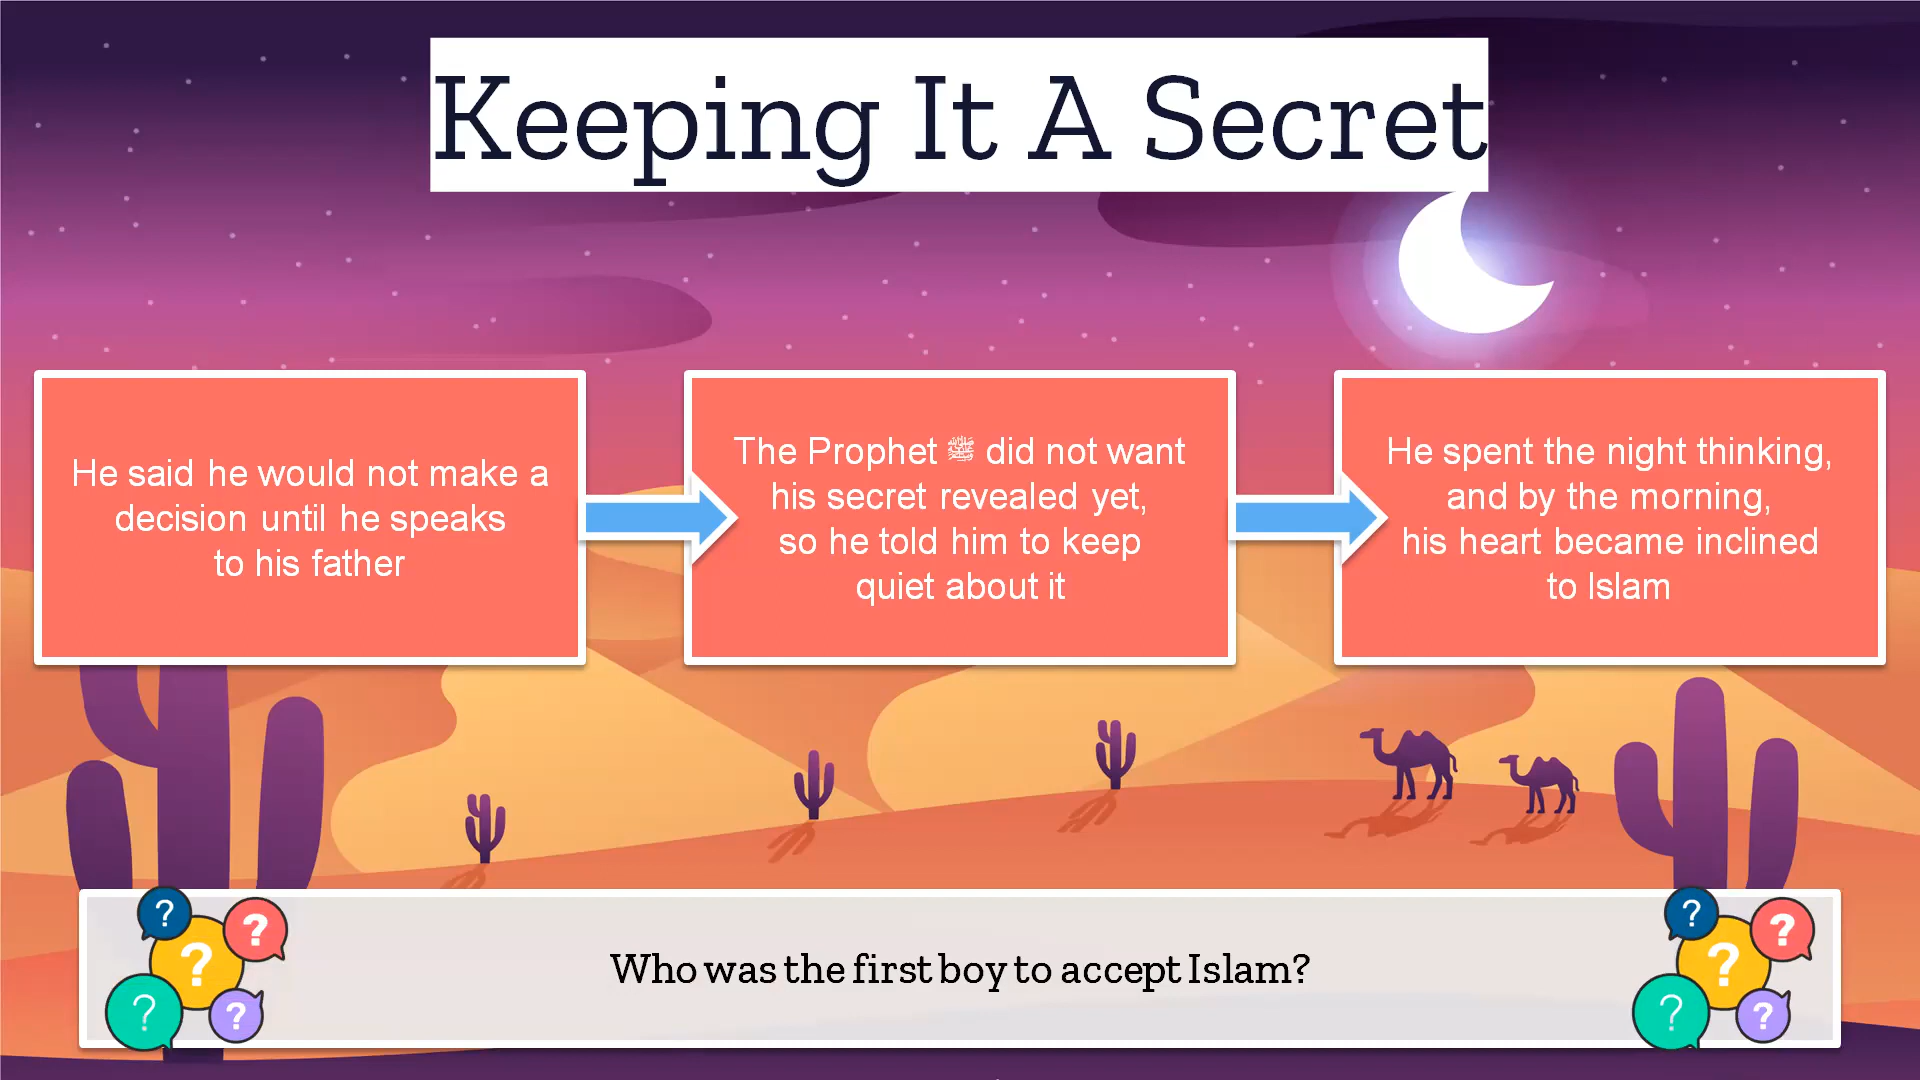 Keeping It A Secret
He said he would not make a
decision until he speaks
to his father
The Prophet ﷺ did not want
his secret revealed yet,
so he told him to keep
quiet about it
He spent the night thinking,
and by the morning,
his heart became inclined
to Islam
? ? ? ? ?
Who was the first boy to accept Islam?
? ? ? ? ?